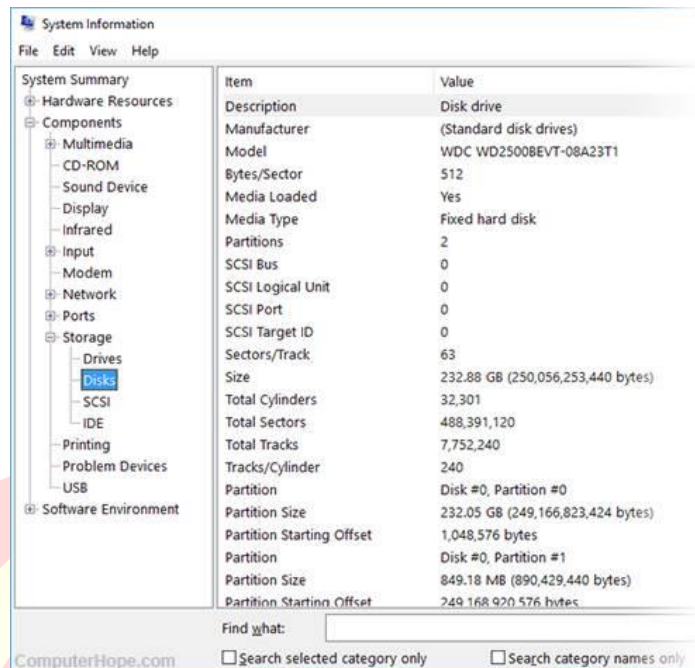 System Information
File Edit View Help
System Summary
Hardware Resources
Components
Multimedia
CD-ROM
Sound Device
Display
Infrared
Input
Modem
Network
Ports
Storage
Drives
Disks
SCSI
IDE
Printing
Problem Devices
USB
Software Environment
Item Value
Description Disk drive
Manufacturer (Standard disk drives)
Model WDC WD2500BEVT-08A23T1
Bytes/Sector 512
Media Loaded Yes
Media Type Fixed hard disk
Partitions 2
SCSI Bus 0
SCSI Logical Unit 0
SCSI Port 0
SCSI Target ID 0
Sectors/Track 63
Size 232.88 GB (250,056,253,440 bytes)
Total Cylinders 32,301
Total Sectors 488,391,120
Total Tracks 7,752,240
Tracks/Cylinder 240
Partition Disk #0, Partition #0
Partition Size 232.05 GB (249,166,823,424 bytes)
Partition Starting Offset 1,048,576 bytes
Partition Disk #0, Partition #1
Partition Size 849.18 MB (890,429,440 bytes)
Partition Starting Offset 249,168,920,576 bytes
Find what:
Search selected category only Search category names only
ComputerHope.com